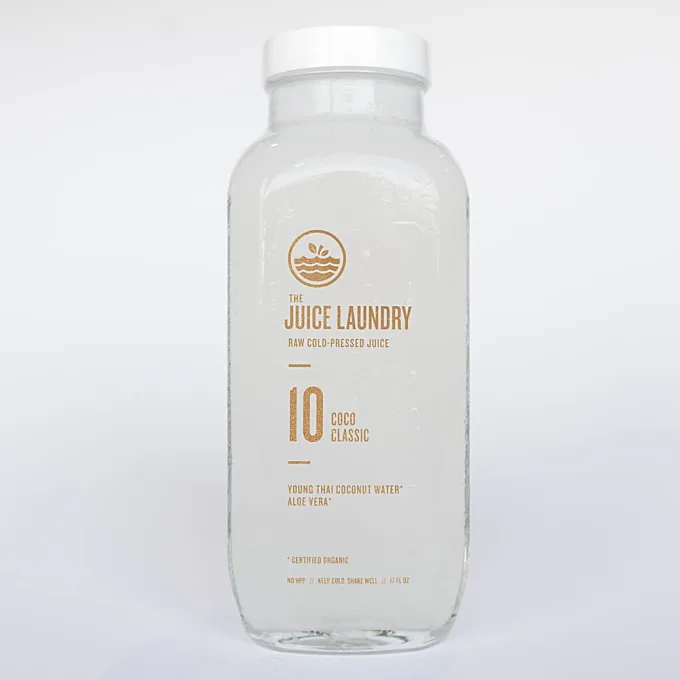 THE
JUICE LAUNDRY
RAW COLD-PRESSED JUICE
10
COCO
CLASSIC
YOUNG THAI COCONUT WATER*
ALOE VERA*
* CERTIFIED ORGANIC
NO HPP // KEEP COLD. SHAKE WELL. // 17 FL OZ